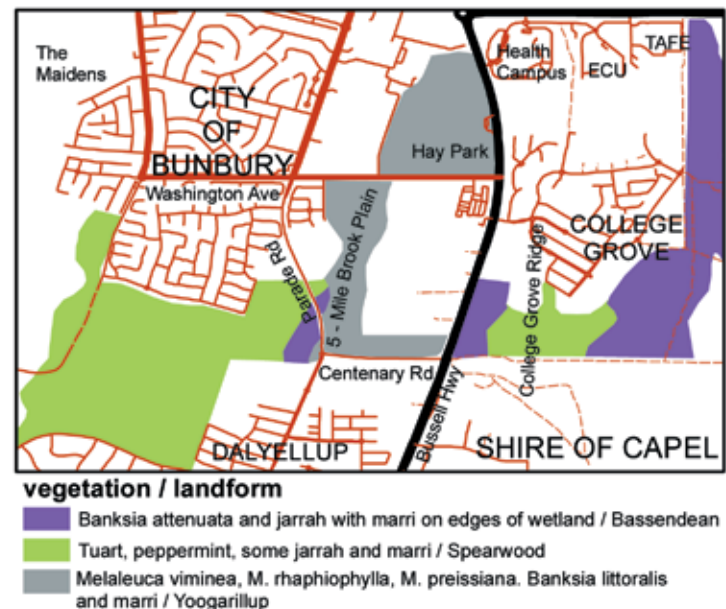 The
Maidens
CITY
OF
BUNBURY
Washington Ave
Parade Rd
5 - Mile Brook Plain
Hay Park
Health
Campus
ECU
TAFE
COLLEGE
GROVE
College Grove Ridge
Centenary Rd
Bussell Hwy
DALYELLUP
SHIRE OF CAPEL
vegetation / landform
Banksia attenuata and jarrah with marri on edges of wetland / Bassendean
Tuart, peppermint, some jarrah and marri / Spearwood
Melaleuca viminea, M. rhaphiophylla, M. preissiana. Banksia littoralis
and marri / Yoogarillup